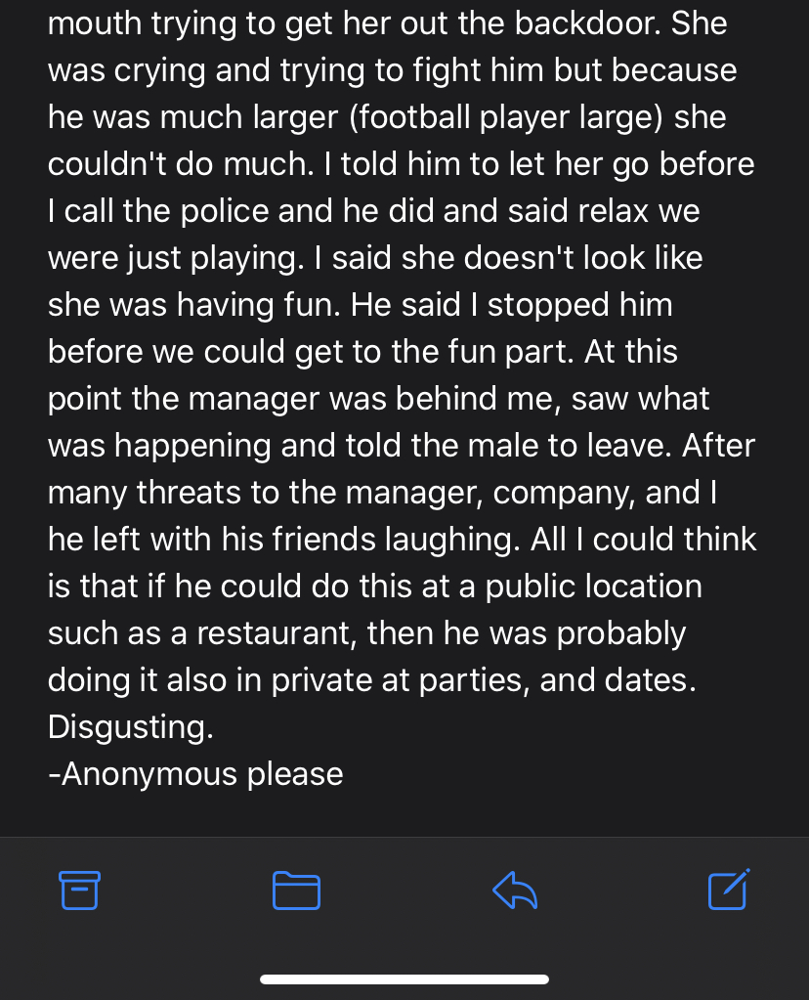 mouth trying to get her out the backdoor. She
was crying and trying to fight him but because
he was much larger (football player large) she
couldn't do much. I told him to let her go before
I call the police and he did and said relax we
were just playing. I said she doesn't look like
she was having fun. He said I stopped him
before we could get to the fun part. At this
point the manager was behind me, saw what
was happening and told the male to leave. After
many threats to the manager, company, and I
he left with his friends laughing. All I could think
is that if he could do this at a public location
such as a restaurant, then he was probably
doing it also in private at parties, and dates.
Disgusting.
-Anonymous please